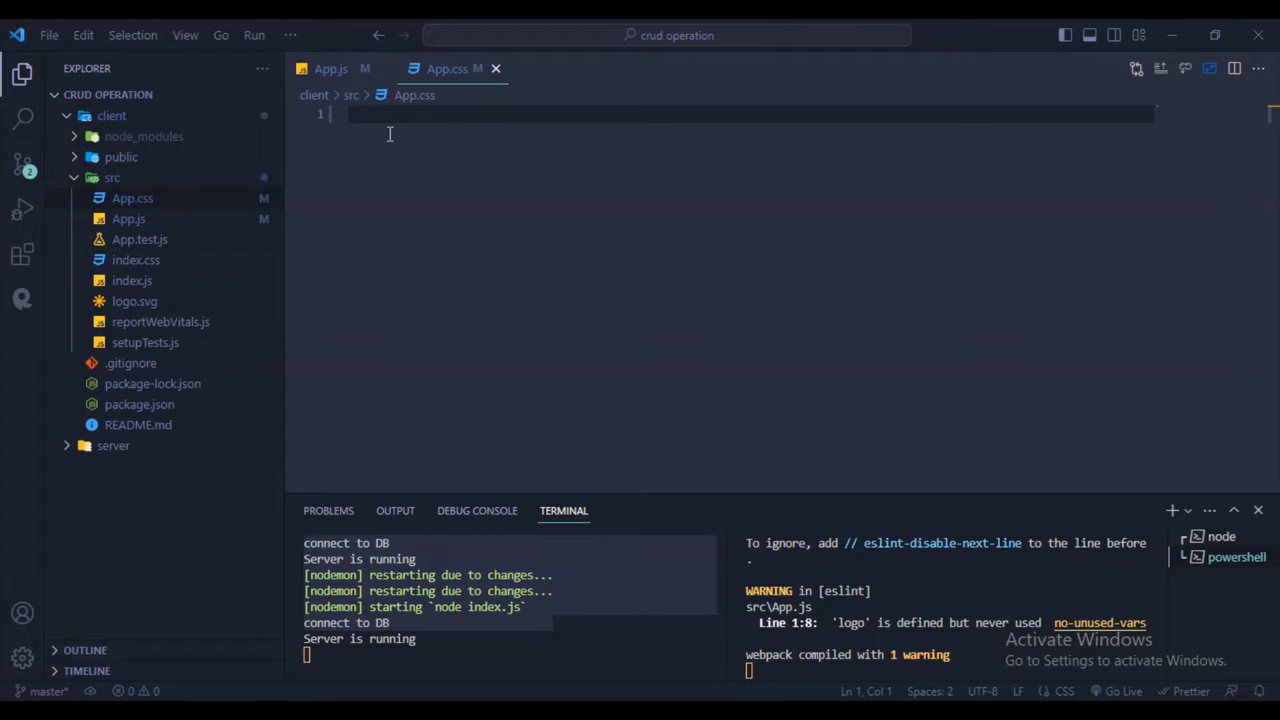 File Edit Selection View Go Run ··· crud operation
EXPLORER ···
CRUD OPERATION
client
node_modules
public
src
App.css M
App.js M
App.test.js
index.css
index.js
logo.svg
reportWebVitals.js
setupTests.js
.gitignore
package-lock.json
package.json
README.md
server
OUTLINE
TIMELINE
App.js M App.css M
client > src > App.css
1
PROBLEMS OUTPUT DEBUG CONSOLE TERMINAL
connect to DB
Server is running
[nodemon] restarting due to changes...
[nodemon] restarting due to changes...
[nodemon] starting `node index.js`
connect to DB
Server is running
To ignore, add // eslint-disable-next-line to the line before
.
WARNING in [eslint]
src\App.js
Line 1:8: 'logo' is defined but never used no-unused-vars
webpack compiled with 1 warning
node
powershell
Activate Windows
Go to Settings to activate Windows.
2
master* 0 0 Ln 1, Col 1 Spaces: 2 UTF-8 LF CSS Go Live Prettier